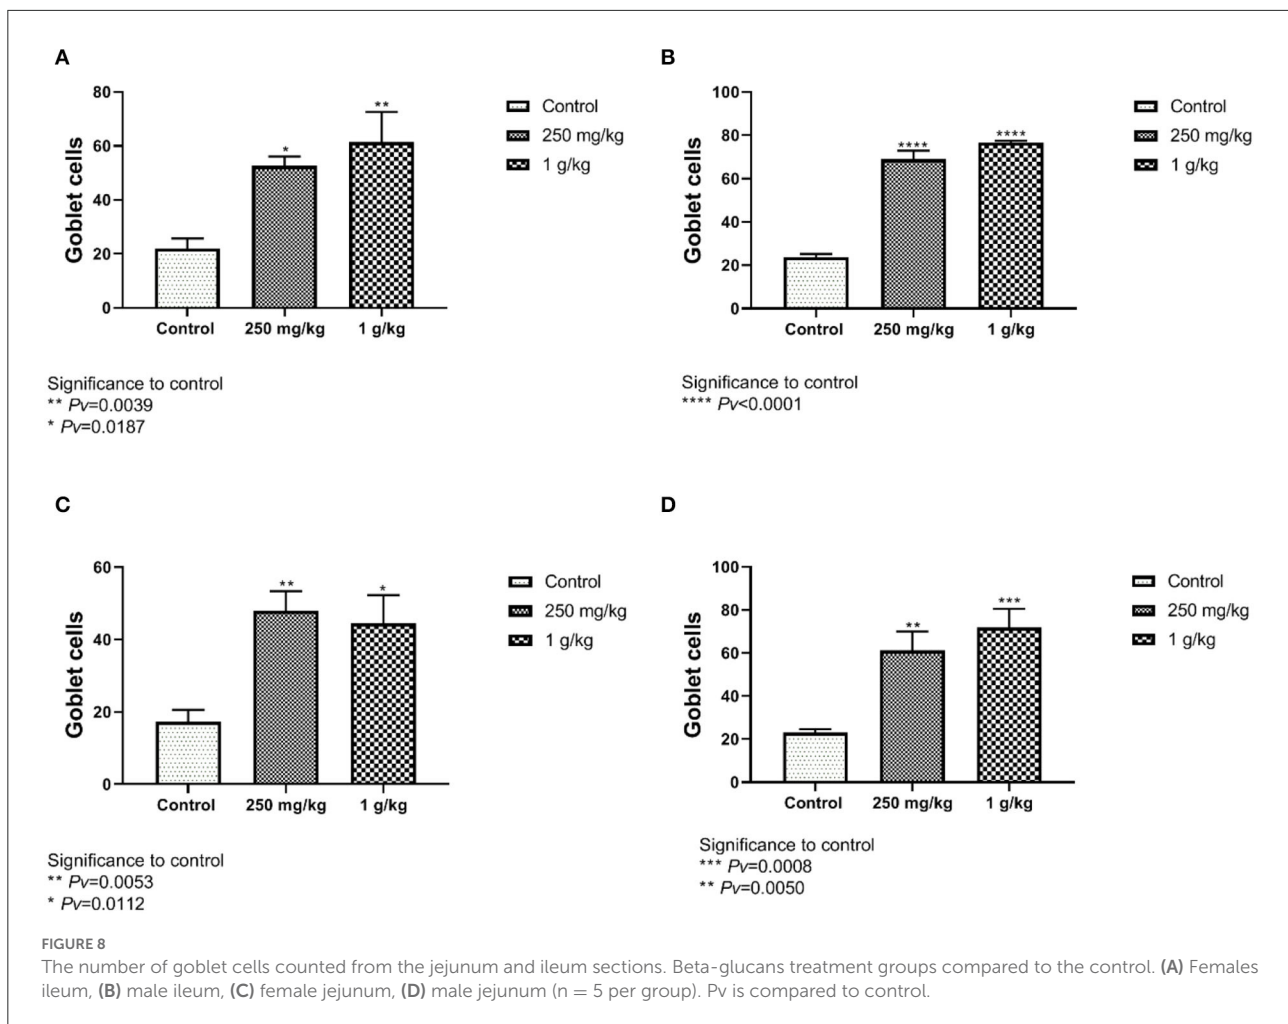 A
80
60
40
20
0
Goblet cells
*
**
Control
250 mg/kg
1 g/kg
Control
250 mg/kg
1 g/kg
Significance to control
** Pv=0.0039
* Pv=0.0187
B
100
80
60
40
20
0
Goblet cells
****
****
Control
250 mg/kg
1 g/kg
Control
250 mg/kg
1 g/kg
Significance to control
**** Pv<0.0001
C
60
40
20
0
Goblet cells
**
*
Control
250 mg/kg
1 g/kg
Control
250 mg/kg
1 g/kg
Significance to control
** Pv=0.0053
* Pv=0.0112
D
100
80
60
40
20
0
Goblet cells
**
***
Control
250 mg/kg
1 g/kg
Control
250 mg/kg
1 g/kg
Significance to control
*** Pv=0.0008
** Pv=0.0050
FIGURE 8
The number of goblet cells counted from the jejunum and ileum sections. Beta-glucans treatment groups compared to the control. (A) Females
ileum, (B) male ileum, (C) female jejunum, (D) male jejunum (n = 5 per group). Pv is compared to control.